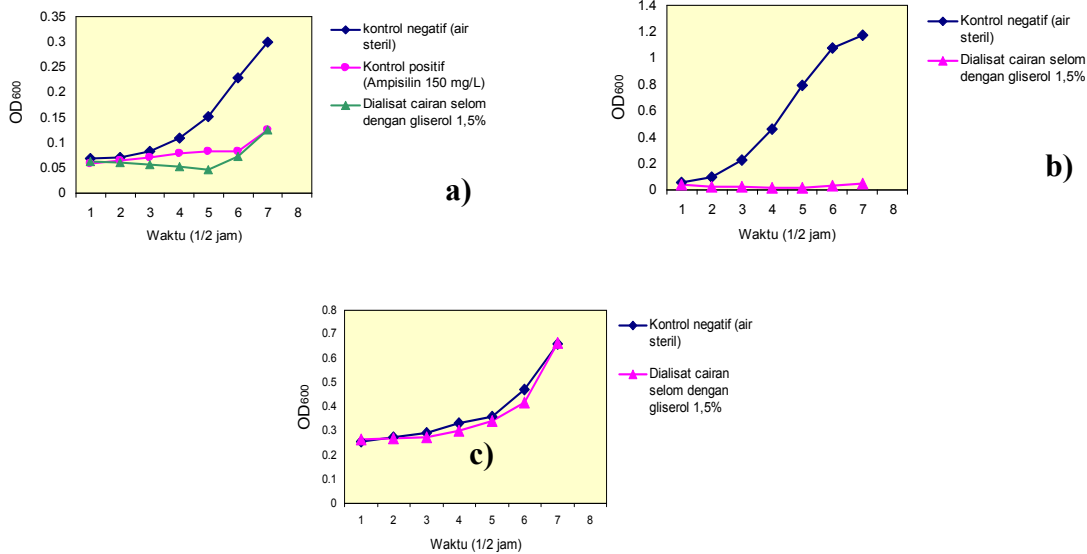 0.35
0.3
0.25
0.2
0.15
0.1
0.05
0
OD600
1 2 3 4 5 6 7 8
Waktu (1/2 jam)
kontrol negatif (air
steril)
Kontrol positif
(Ampisilin 150 mg/L)
Dialisat cairan selom
dengan gliserol 1,5%
a)
1.4
1.2
1
0.8
0.6
0.4
0.2
0
OD600
1 2 3 4 5 6 7 8
Waktu (1/2 jam)
Kontrol negatif (air
steril)
Dialisat cairan selom
dengan gliserol 1,5%
b)
0.8
0.7
0.6
0.5
0.4
0.3
0.2
0.1
0
OD600
1 2 3 4 5 6 7 8
Waktu (1/2 jam)
Kontrol negatif (air
steril)
Dialisat cairan
selom dengan
gliserol 1,5%
c)